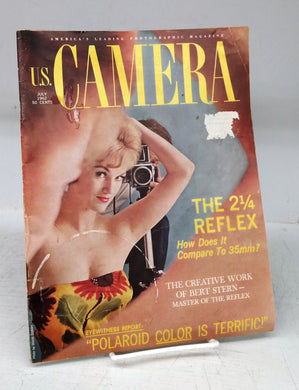 AMERICA'S LEADING PHOTOGRAPHIC MAGAZINE
U.S. CAMERA
JULY
1962
50 CENTS
THE 2¼
REFLEX
How Does It
Compare To 35mm?
THE CREATIVE WORK
OF BERT STERN—
MASTER OF THE REFLEX
EYEWITNESS REPORT:
"POLAROID COLOR IS TERRIFIC!"